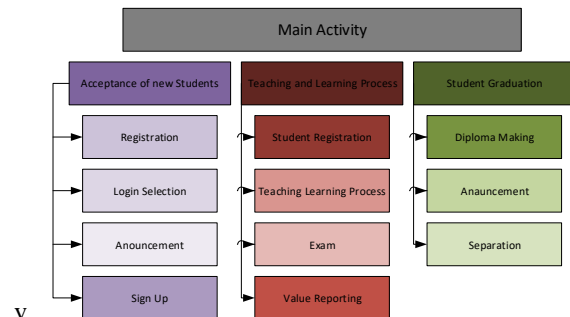 Main Activity
Acceptance of new Students
Registration
Login Selection
Anouncement
Sign Up
Teaching and Learning Process
Student Registration
Teaching Learning Process
Exam
Value Reporting
Student Graduation
Diploma Making
Anauncement
Separation
v